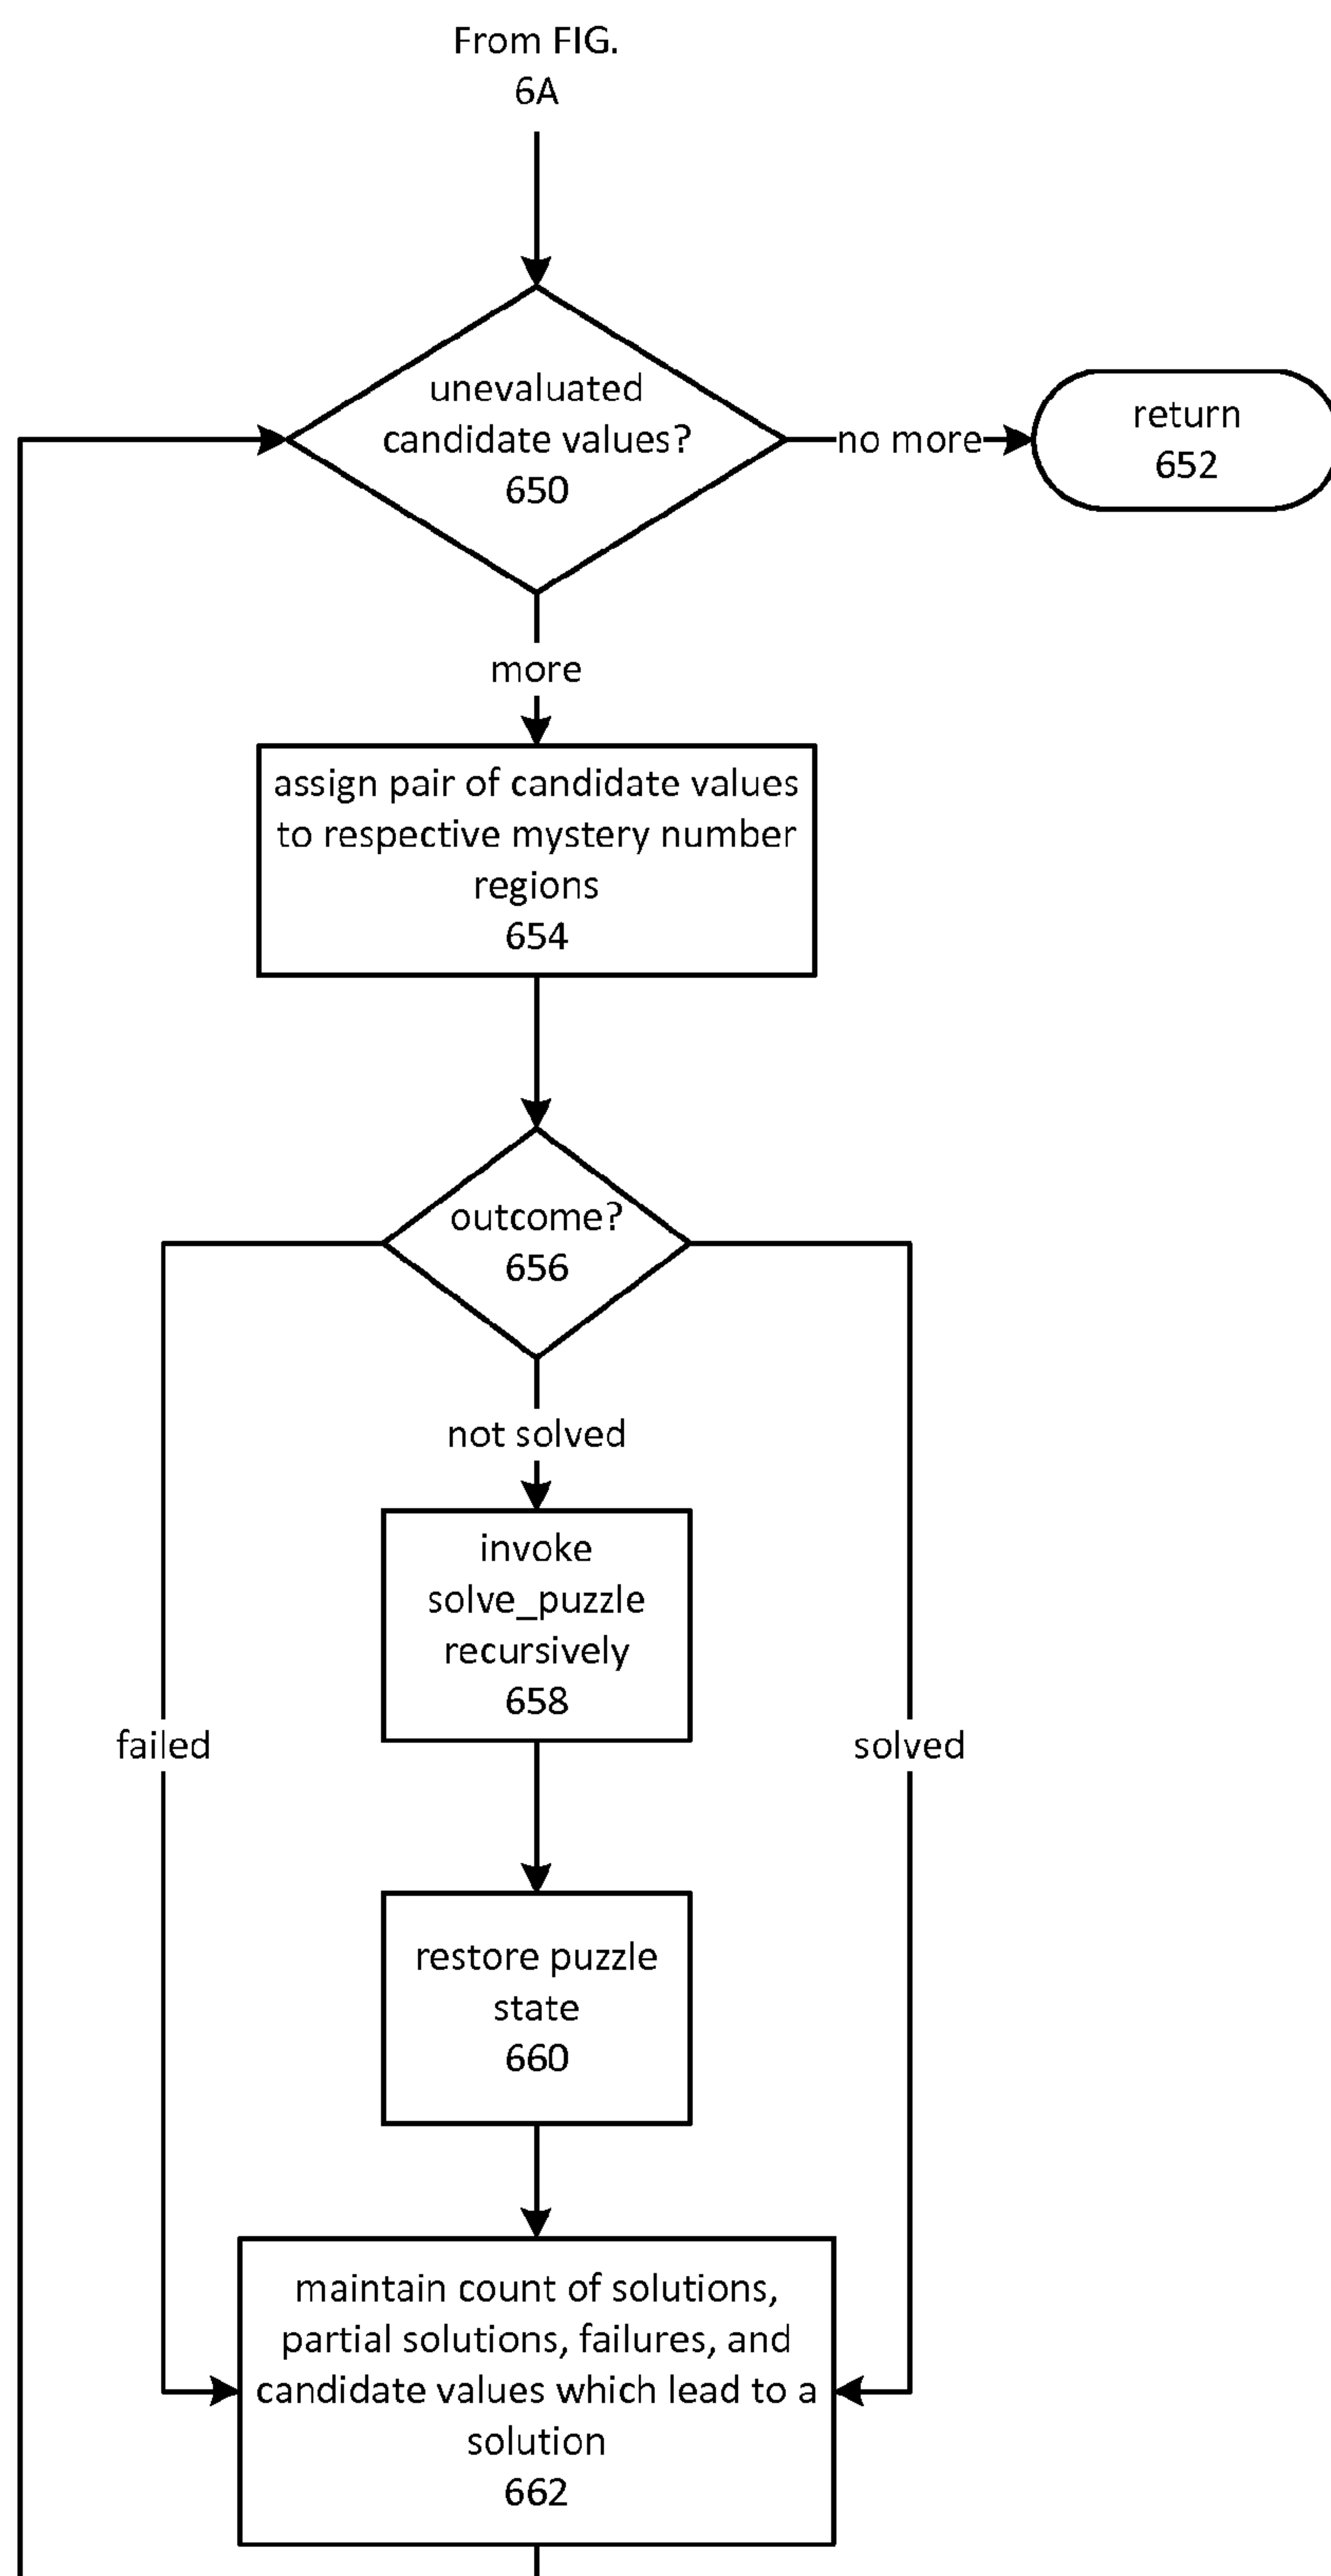 From FIG.
6A
unevaluated
candidate values?
650
no more
return
652
more
assign pair of candidate values
to respective mystery number
regions
654
outcome?
656
not solved
invoke
solve_puzzle
recursively
658
failed
solved
restore puzzle
state
660
maintain count of solutions,
partial solutions, failures, and
candidate values which lead to a
solution
662